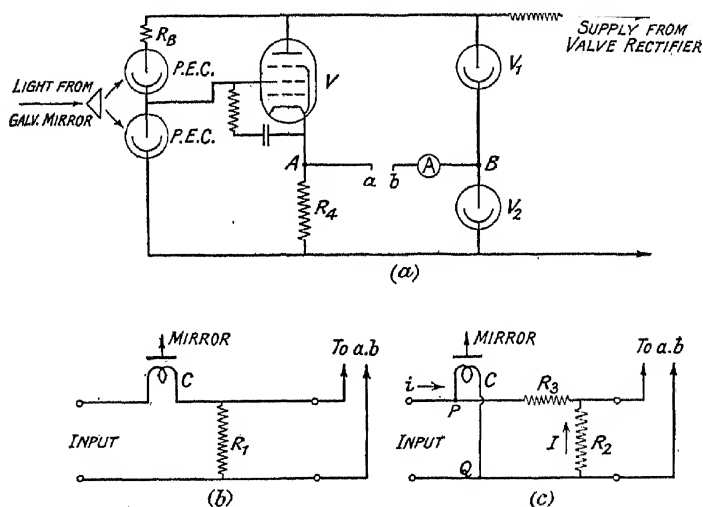 R_B
P.E.C.
LIGHT FROM
GALV. MIRROR
P.E.C.
V
SUPPLY FROM
VALVE RECTIFIER
V_1
A
a
b
A
B
R_4
V_2
(a)
MIRROR
C
To a.b
INPUT
R_1
(b)
MIRROR
i
C
To a.b
P
R_3
INPUT
I
R_2
Q
(c)